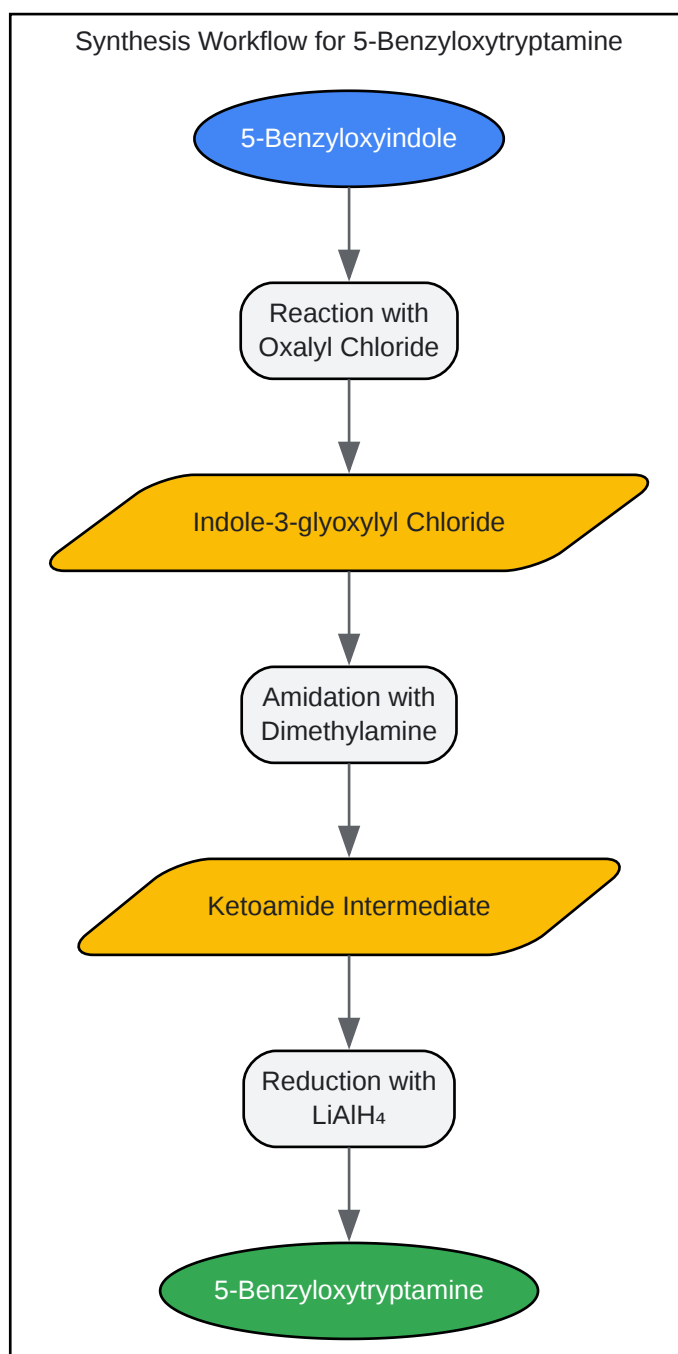 Synthesis Workflow for 5-Benzyloxytryptamine
5-Benzyloxyindole
Reaction with
Oxalyl Chloride
Indole-3-glyoxylyl Chloride
Amidation with
Dimethylamine
Ketoamide Intermediate
Reduction with
LiAlH₄
5-Benzyloxytryptamine